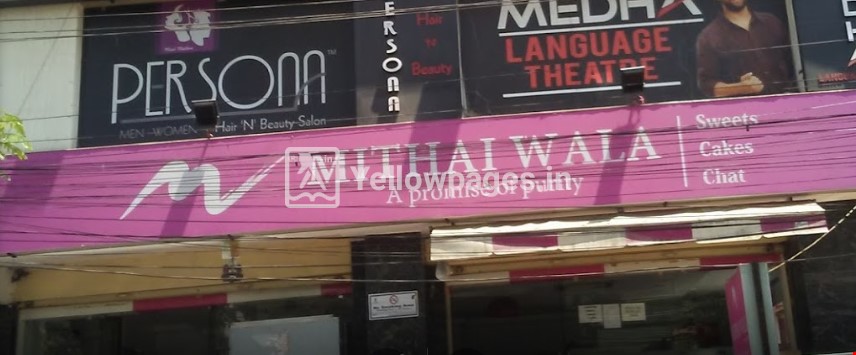 PERSONA
MEN - WOMEN Hair 'N' Beauty Salon
PERSONA
Hair
'N'
Beauty
MEDHA
LANGUAGE
THEATRE
MITHAI WALA
A promise of purity
Sweets
Cakes
Chat
Yellowpages.in